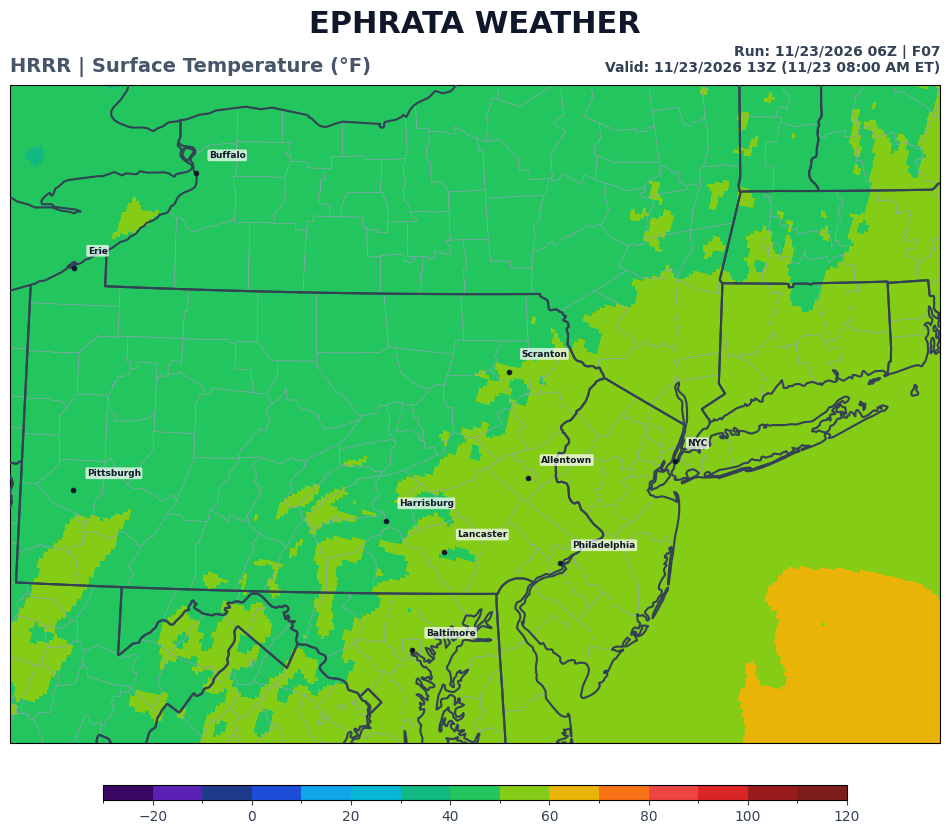 EPHRATA WEATHER
HRRR | Surface Temperature (°F)
Run: 11/23/2026 06Z | F07
Valid: 11/23/2026 13Z (11/23 08:00 AM ET)
Buffalo
Erie
Scranton
NYC
Allentown
Pittsburgh
Harrisburg
Lancaster
Philadelphia
Baltimore
−20 0 20 40 60 80 100 120